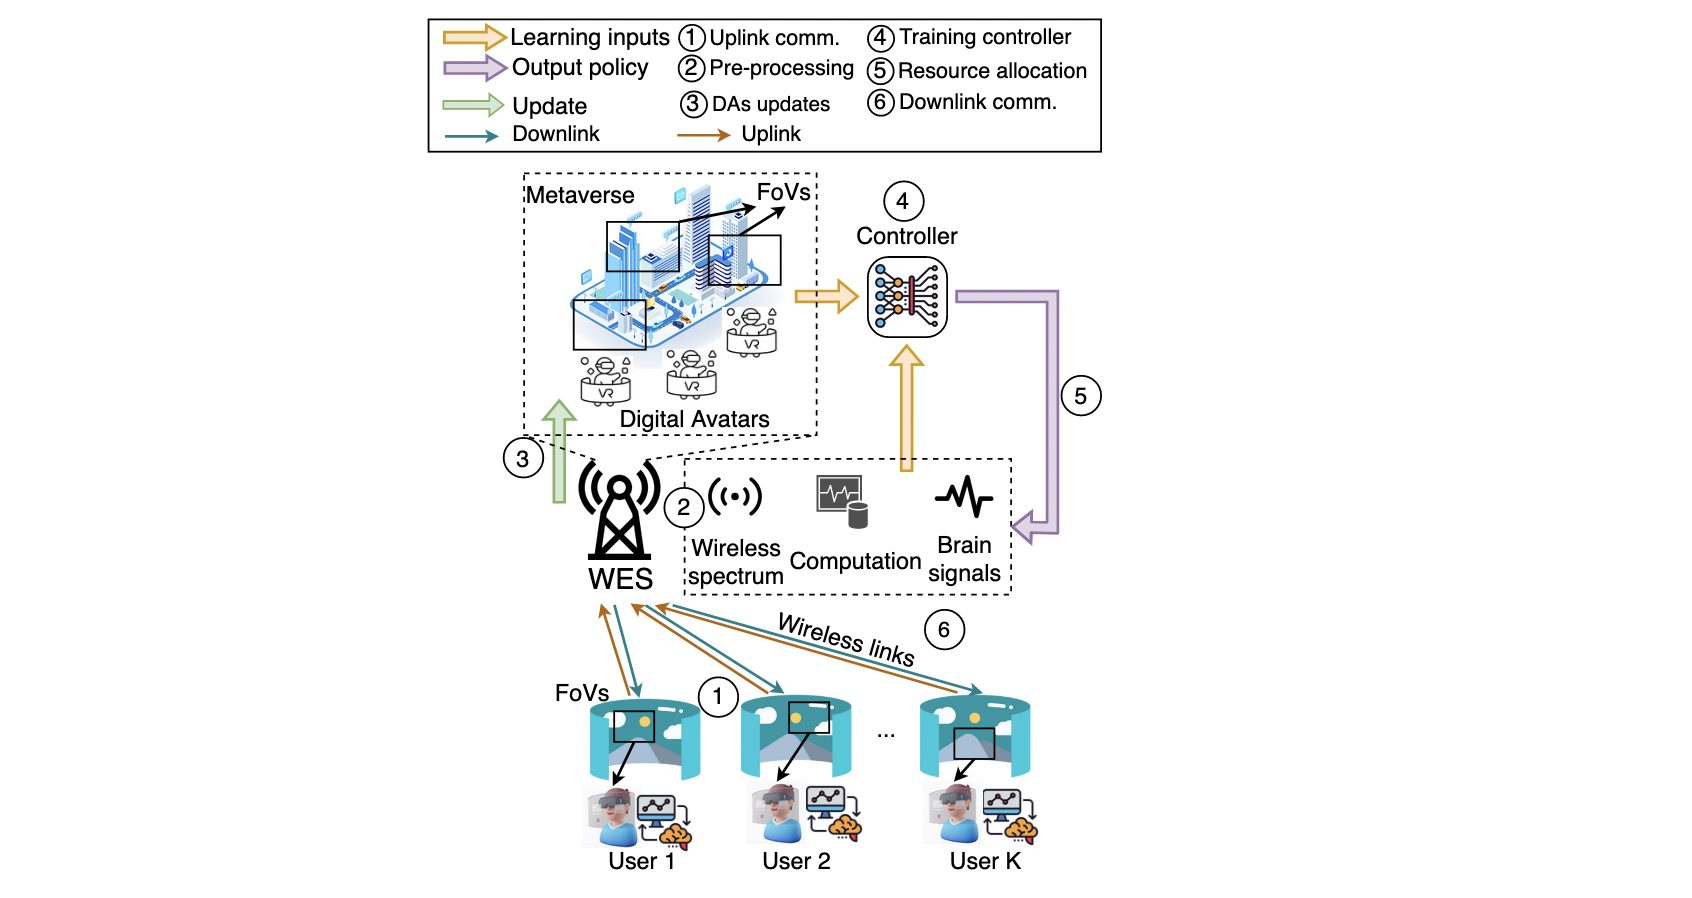 Learning inputs 1 Uplink comm. 4 Training controller
Output policy 2 Pre-processing 5 Resource allocation
Update 3 DAs updates 6 Downlink comm.
Downlink Uplink
Metaverse FoVs
4
Controller
VR
VR VR
5
Digital Avatars
3
2
Wireless spectrum
Computation
Brain signals
WES
6
Wireless links
FoVs 1
...
User 1 User 2 User K